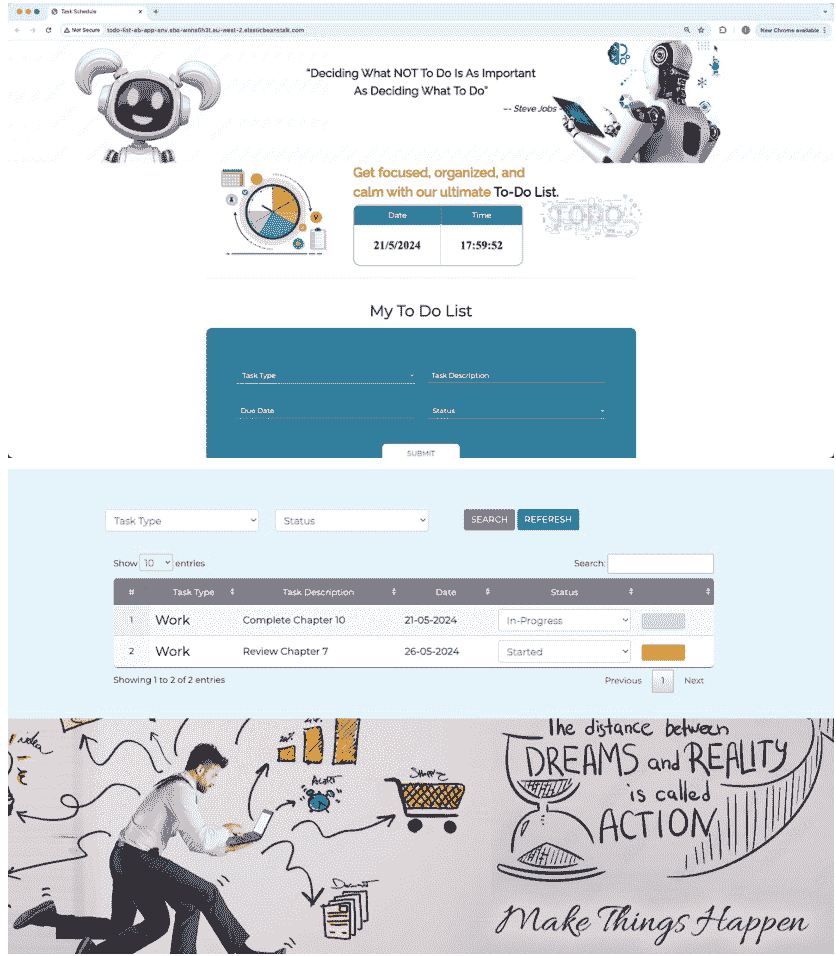 Task Schedule
Not Secure
todo-list-eb-app-env.eba-
.eu-west-2.elasticbeanstalk.com
New Chrome available
"Deciding What NOT To Do Is As Important
As Deciding What To Do"
-- Steve Jobs
Get focused, organized, and
calm with our ultimate To-Do List.
TODO
Date Time
21/5/2024 17:59:52
My To Do List
Task Type Task Description
Due Date Status
SUBMIT
Task Type Status SEARCH REFERESH
Show 10 entries Search:
# Task Type Task Description Date Status
1 Work Complete Chapter 10 21-05-2024 In-Progress
2 Work Review Chapter 7 26-05-2024 Started
Showing 1 to 2 of 2 entries Previous 1 Next
idea
ALERT
SHARE
Document
The distance between
DREAMS and REALITY
is called
ACTION
Make Things Happen